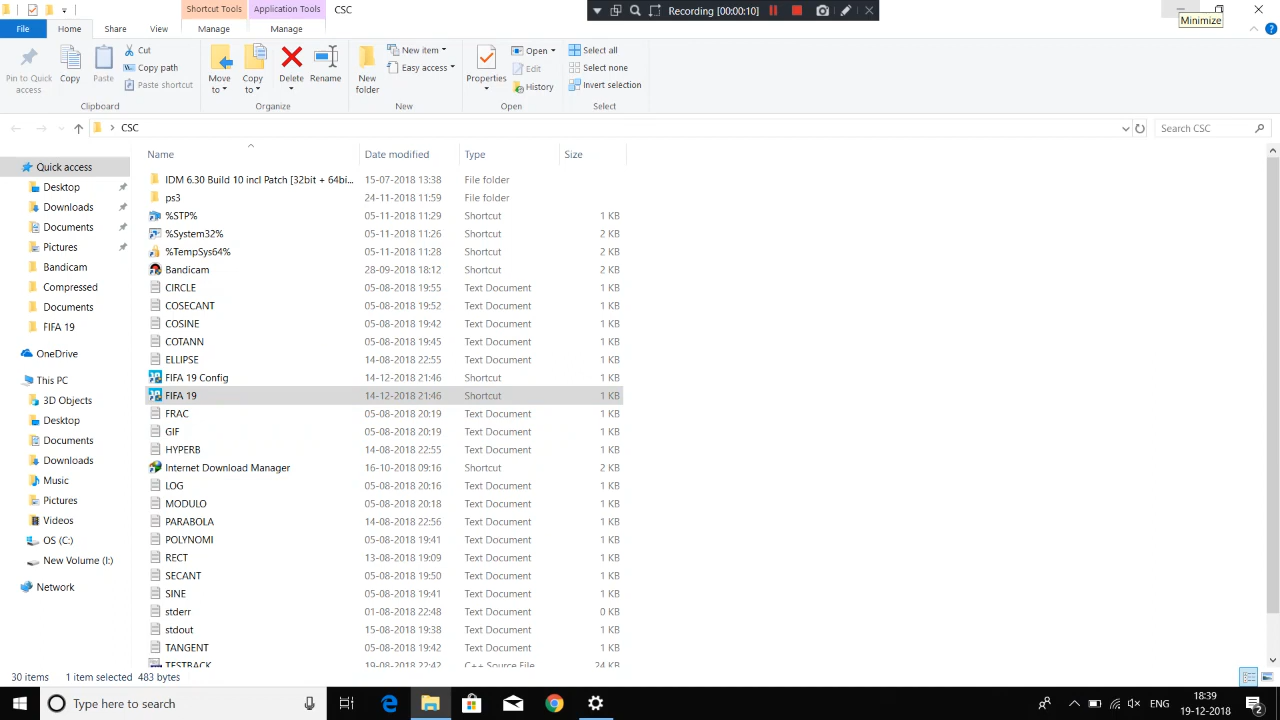 Shortcut Tools Application Tools CSC
Recording [00:00:10]
Minimize
File Home Share View Manage Manage
Pin to Quick access
Copy
Paste
Cut
Copy path
Paste shortcut
Clipboard
Move to
Copy to
Delete
Rename
Organize
New folder
New item
Easy access
New
Properties
Open
Edit
History
Open
Select all
Select none
Invert selection
Select
CSC
Search CSC
Name Date modified Type Size
Quick access
Desktop
Downloads
Documents
Pictures
Bandicam
Compressed
Documents
FIFA 19
OneDrive
This PC
3D Objects
Desktop
Documents
Downloads
Music
Pictures
Videos
OS (C:)
New Volume (I:)
Network
IDM 6.30 Build 10 incl Patch [32bit + 64bi... 15-07-2018 13:38 File folder
ps3 24-11-2018 11:59 File folder
%STP% 05-11-2018 11:29 Shortcut 1 KB
%System32% 05-11-2018 11:26 Shortcut 2 KB
%TempSys64% 05-11-2018 11:28 Shortcut 2 KB
Bandicam 28-09-2018 18:12 Shortcut 2 KB
CIRCLE 05-08-2018 19:55 Text Document 1 KB
COSECANT 05-08-2018 19:52 Text Document 1 KB
COSINE 05-08-2018 19:42 Text Document 1 KB
COTANN 05-08-2018 19:45 Text Document 1 KB
ELLIPSE 14-08-2018 22:55 Text Document 1 KB
FIFA 19 Config 14-12-2018 21:46 Shortcut 1 KB
FIFA 19 14-12-2018 21:46 Shortcut 1 KB
FRAC 05-08-2018 20:19 Text Document 1 KB
GIF 05-08-2018 20:19 Text Document 1 KB
HYPERB 14-08-2018 22:55 Text Document 1 KB
Internet Download Manager 16-10-2018 09:16 Shortcut 2 KB
LOG 05-08-2018 20:16 Text Document 1 KB
MODULO 05-08-2018 20:18 Text Document 1 KB
PARABOLA 14-08-2018 22:56 Text Document 1 KB
POLYNOMI 05-08-2018 19:41 Text Document 1 KB
RECT 13-08-2018 19:09 Text Document 1 KB
SECANT 05-08-2018 19:50 Text Document 1 KB
SINE 05-08-2018 19:41 Text Document 1 KB
stderr 01-08-2018 22:48 Text Document 0 KB
stdout 15-08-2018 19:38 Text Document 1 KB
TANGENT 05-08-2018 19:42 Text Document 1 KB
TESTBACK 19-08-2018 22:42 C++ Source File 24 KB
30 items 1 item selected 483 bytes
Type here to search
ENG
18:39
19-12-2018
2